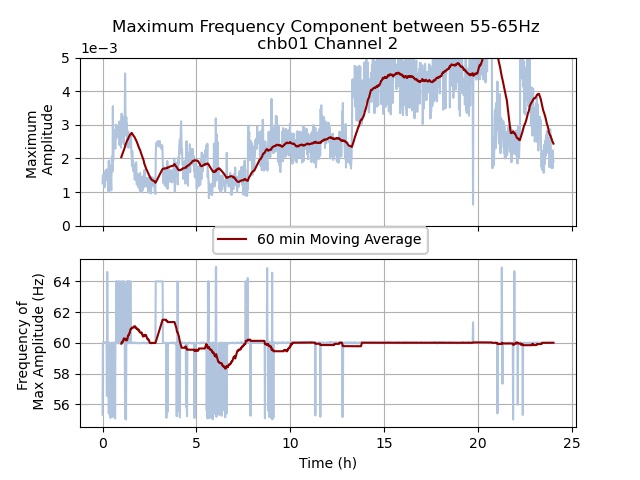 Maximum Frequency Component between 55-65Hz
chb01 Channel 2
1e−3
5
4
3
2
1
0
Maximum
Amplitude
60 min Moving Average
64
62
60
58
56
Frequency of
Max Amplitude (Hz)
0 5 10 15 20 25
Time (h)